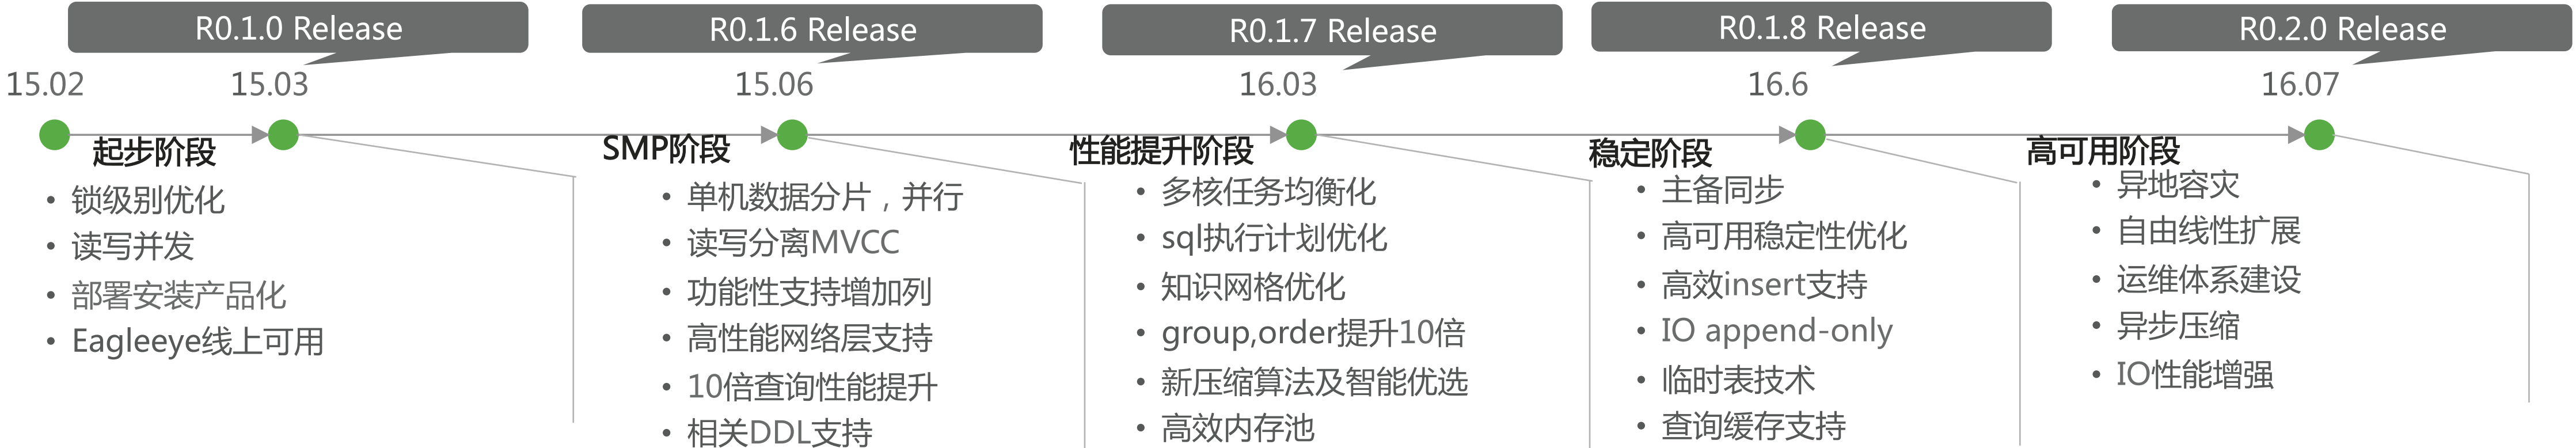 R0.1.0 Release
R0.1.6 Release
R0.1.7 Release
R0.1.8 Release
R0.2.0 Release
15.02
15.03
15.06
16.03
16.6
16.07
起步阶段
• 锁级别优化
• 读写并发
• 部署安装产品化
• Eagleeye线上可用
SMP阶段
• 单机数据分片，并行
• 读写分离MVCC
• 功能性支持增加列
• 高性能网络层支持
• 10倍查询性能提升
• 相关DDL支持
性能提升阶段
• 多核任务均衡化
• sql执行计划优化
• 知识网格优化
• group,order提升10倍
• 新压缩算法及智能优选
• 高效内存池
稳定阶段
• 主备同步
• 高可用稳定性优化
• 高效insert支持
• IO append-only
• 临时表技术
• 查询缓存支持
高可用阶段
• 异地容灾
• 自由线性扩展
• 运维体系建设
• 异步压缩
• IO性能增强